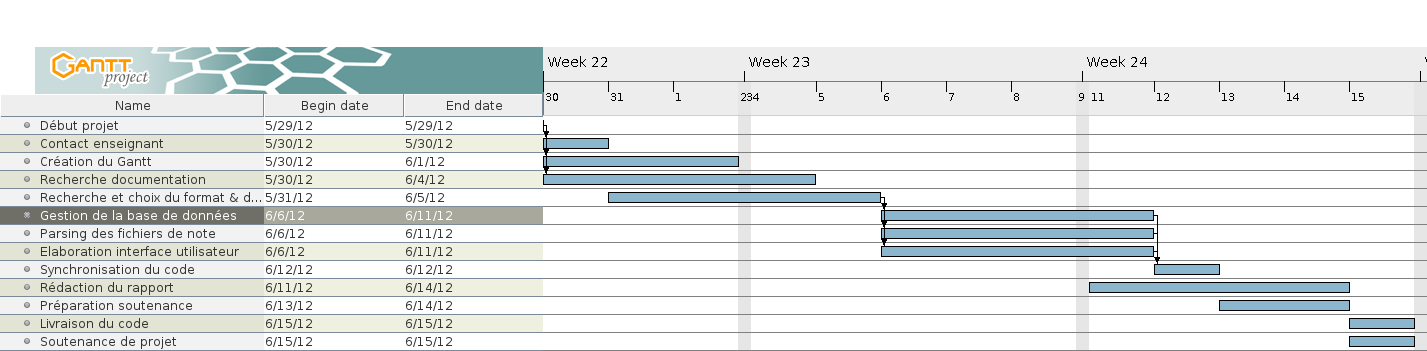 GANTT project
Week 22 Week 23 Week 24
30 31 1 2 3 4 5 6 7 8 9 11 12 13 14 15
Name Begin date End date
Début projet 5/29/12 5/29/12
Contact enseignant 5/30/12 5/30/12
Création du Gantt 5/30/12 6/1/12
Recherche documentation 5/30/12 6/4/12
Recherche et choix du format & d... 5/31/12 6/5/12
Gestion de la base de données 6/6/12 6/11/12
Parsing des fichiers de note 6/6/12 6/11/12
Elaboration interface utilisateur 6/6/12 6/11/12
Synchronisation du code 6/12/12 6/12/12
Rédaction du rapport 6/11/12 6/14/12
Préparation soutenance 6/13/12 6/14/12
Livraison du code 6/15/12 6/15/12
Soutenance de projet 6/15/12 6/15/12